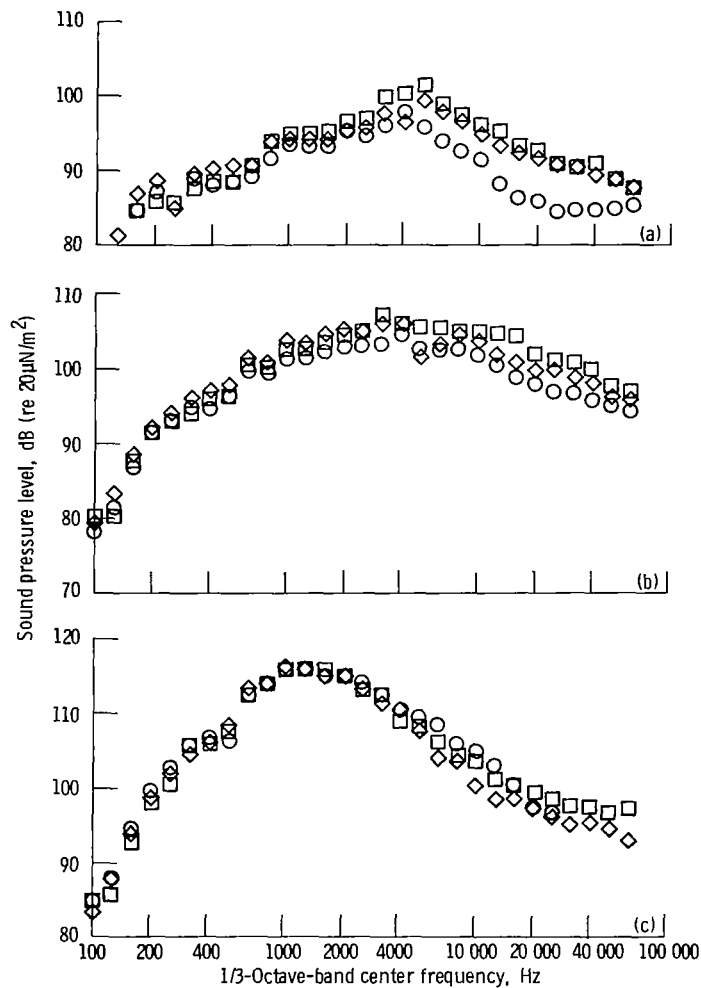 110
100
90
80
(a)
110
100
90
80
70
(b)
Sound pressure level, dB (re 20μN/m²)
120
110
100
90
80
(c)
100 200 400 1000 2000 4000 10 000 20 000 40 000 100 000
1/3-Octave-band center frequency, Hz